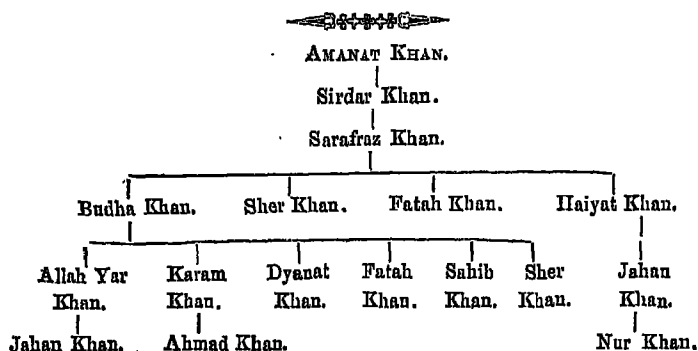 AMANAT KHAN.
Sirdar Khan.
Sarafraz Khan.
Budha Khan. Sher Khan. Fatah Khan. Haiyat Khan.
Allah Yar Karam Dyanat Fatah Sahib Sher Jahan
Khan. Khan. Khan. Khan. Khan. Khan. Khan.
Jahan Khan. Ahmad Khan. Nur Khan.